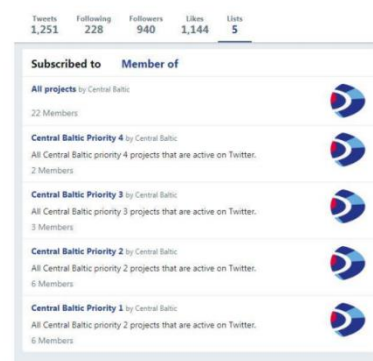 Tweets Following Followers Likes Lists
1,251 228 940 1,144 5
Subscribed to Member of
All projects by Central Baltic
22 Members
Central Baltic Priority 4 by Central Baltic
All Central Baltic priority 4 projects that are active on Twitter.
2 Members
Central Baltic Priority 3 by Central Baltic
All Central Baltic priority 3 projects that are active on Twitter.
3 Members
Central Baltic Priority 2 by Central Baltic
All Central Baltic priority 2 projects that are active on Twitter.
6 Members
Central Baltic Priority 1 by Central Baltic
All Central Baltic priority 2 projects that are active on Twitter.
6 Members